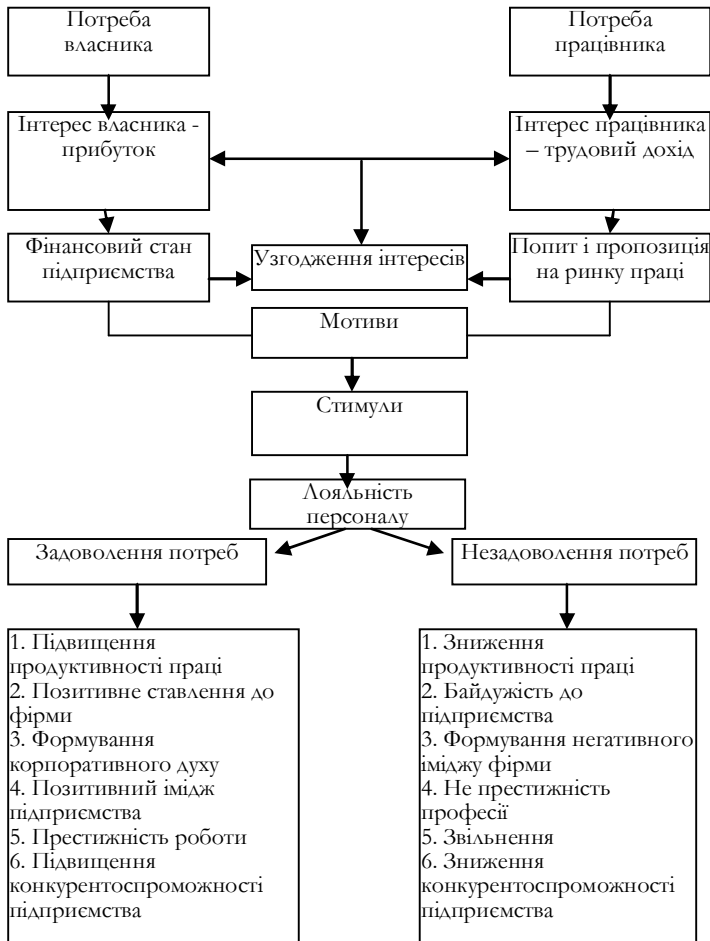 Потреба
власника
Потреба
працівника
Інтерес власника -
прибуток
Інтерес працівника
– трудовий дохід
Фінансовий стан
підприємства
Узгодження інтересів
Попит і пропозиція
на ринку праці
Мотиви
Стимули
Лояльність
персоналу
Задоволення потреб
Незадоволення потреб
1. Підвищення
продуктивності праці
2. Позитивне ставлення до
фірми
3. Формування
корпоративного духу
4. Позитивний імідж
підприємства
5. Престижність роботи
6. Підвищення
конкурентоспроможності
підприємства
1. Зниження
продуктивності праці
2. Байдужість до
підприємства
3. Формування негативного
іміджу фірми
4. Не престижність
професії
5. Звільнення
6. Зниження
конкурентоспроможності
підприємства